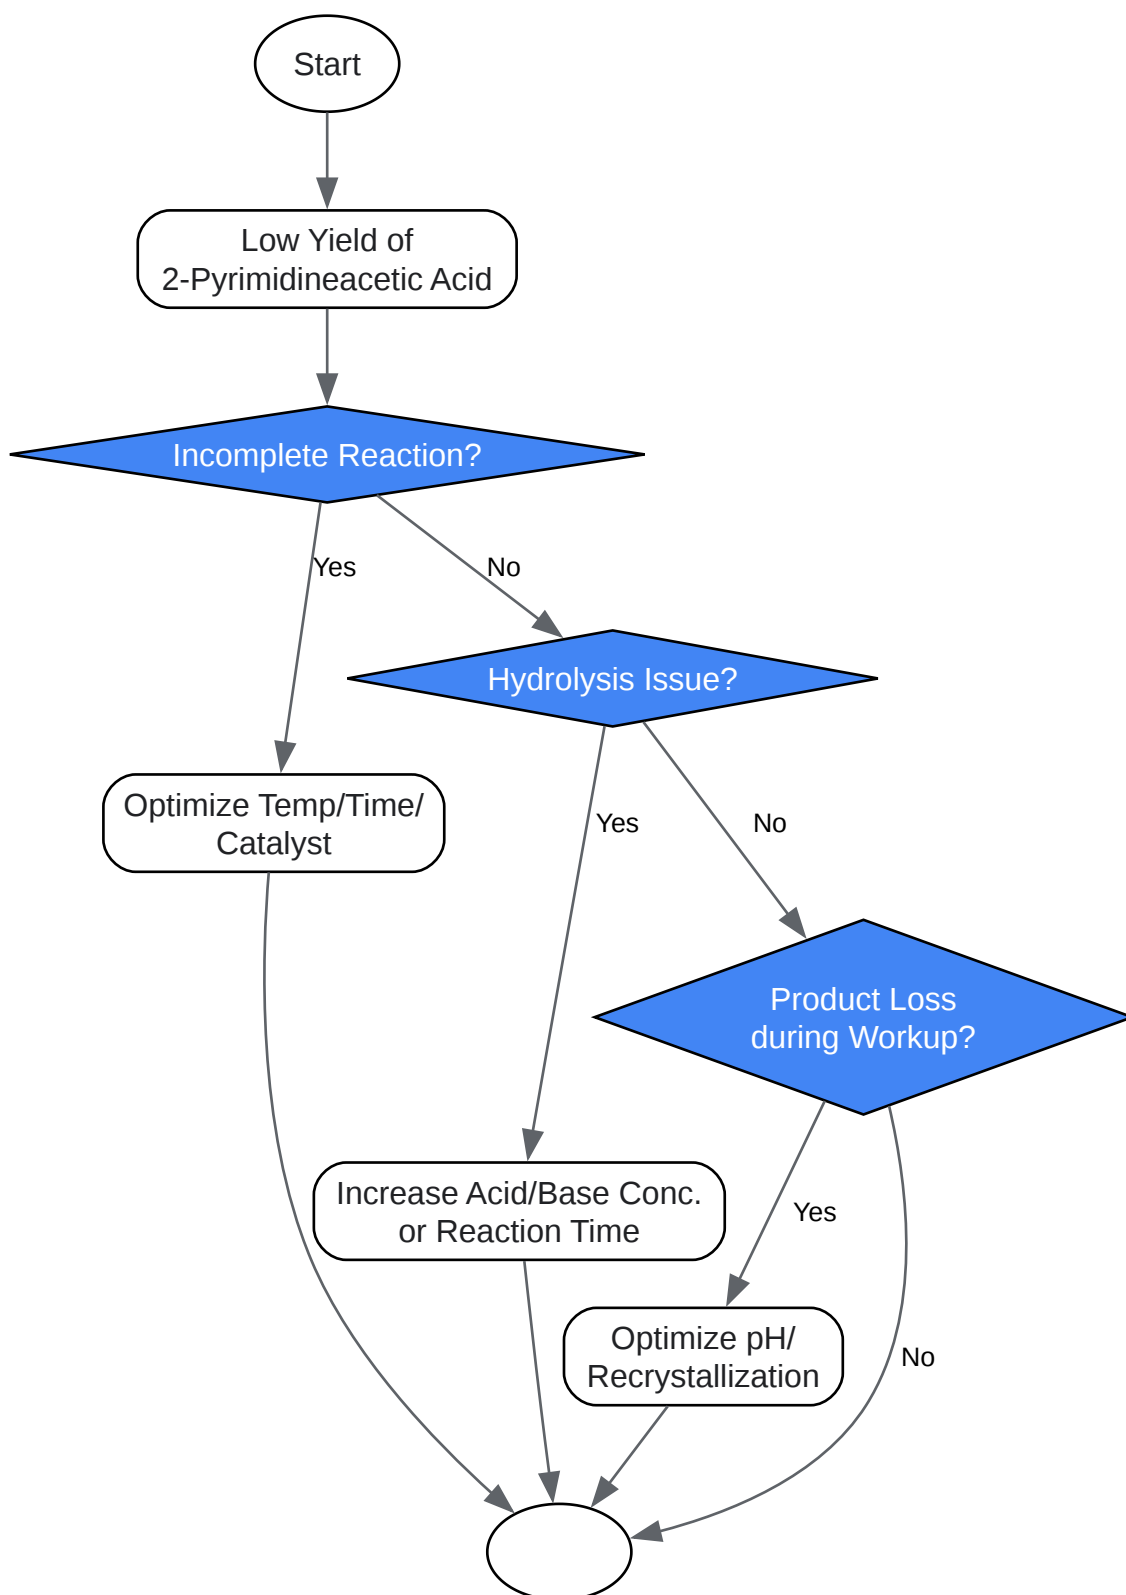 Start
Low Yield of
2-Pyrimidineacetic Acid
Incomplete Reaction?
Yes
No
Hydrolysis Issue?
Optimize Temp/Time/
Catalyst
Yes
No
Product Loss
during Workup?
Increase Acid/Base Conc.
or Reaction Time
Yes
Optimize pH/
Recrystallization
No